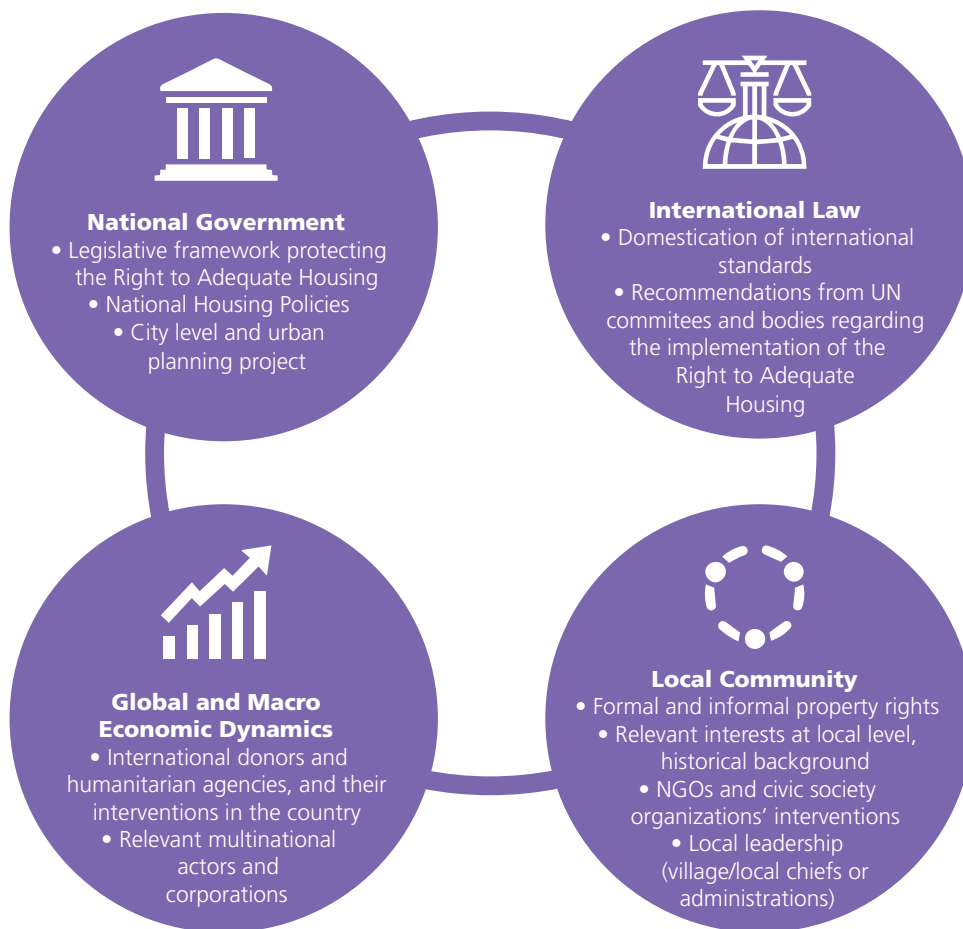 National Government
• Legislative framework protecting
the Right to Adequate Housing
• National Housing Policies
• City level and urban
planning project
International Law
• Domestication of international
standards
• Recommendations from UN
commitees and bodies regarding
the implementation of the
Right to Adequate
Housing
Global and Macro
Economic Dynamics
• International donors and
humanitarian agencies, and their
interventions in the country
• Relevant multinational
actors and
corporations
Local Community
• Formal and informal property rights
• Relevant interests at local level,
historical background
• NGOs and civic society
organizations’ interventions
• Local leadership
(village/local chiefs or
administrations)